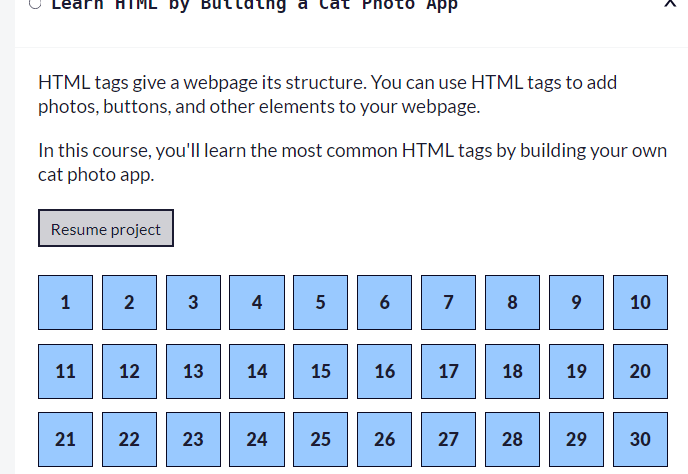 Learn HTML by Building a Cat Photo App
HTML tags give a webpage its structure. You can use HTML tags to add
photos, buttons, and other elements to your webpage.
In this course, you'll learn the most common HTML tags by building your own
cat photo app.
Resume project
1 2 3 4 5 6 7 8 9 10
11 12 13 14 15 16 17 18 19 20
21 22 23 24 25 26 27 28 29 30